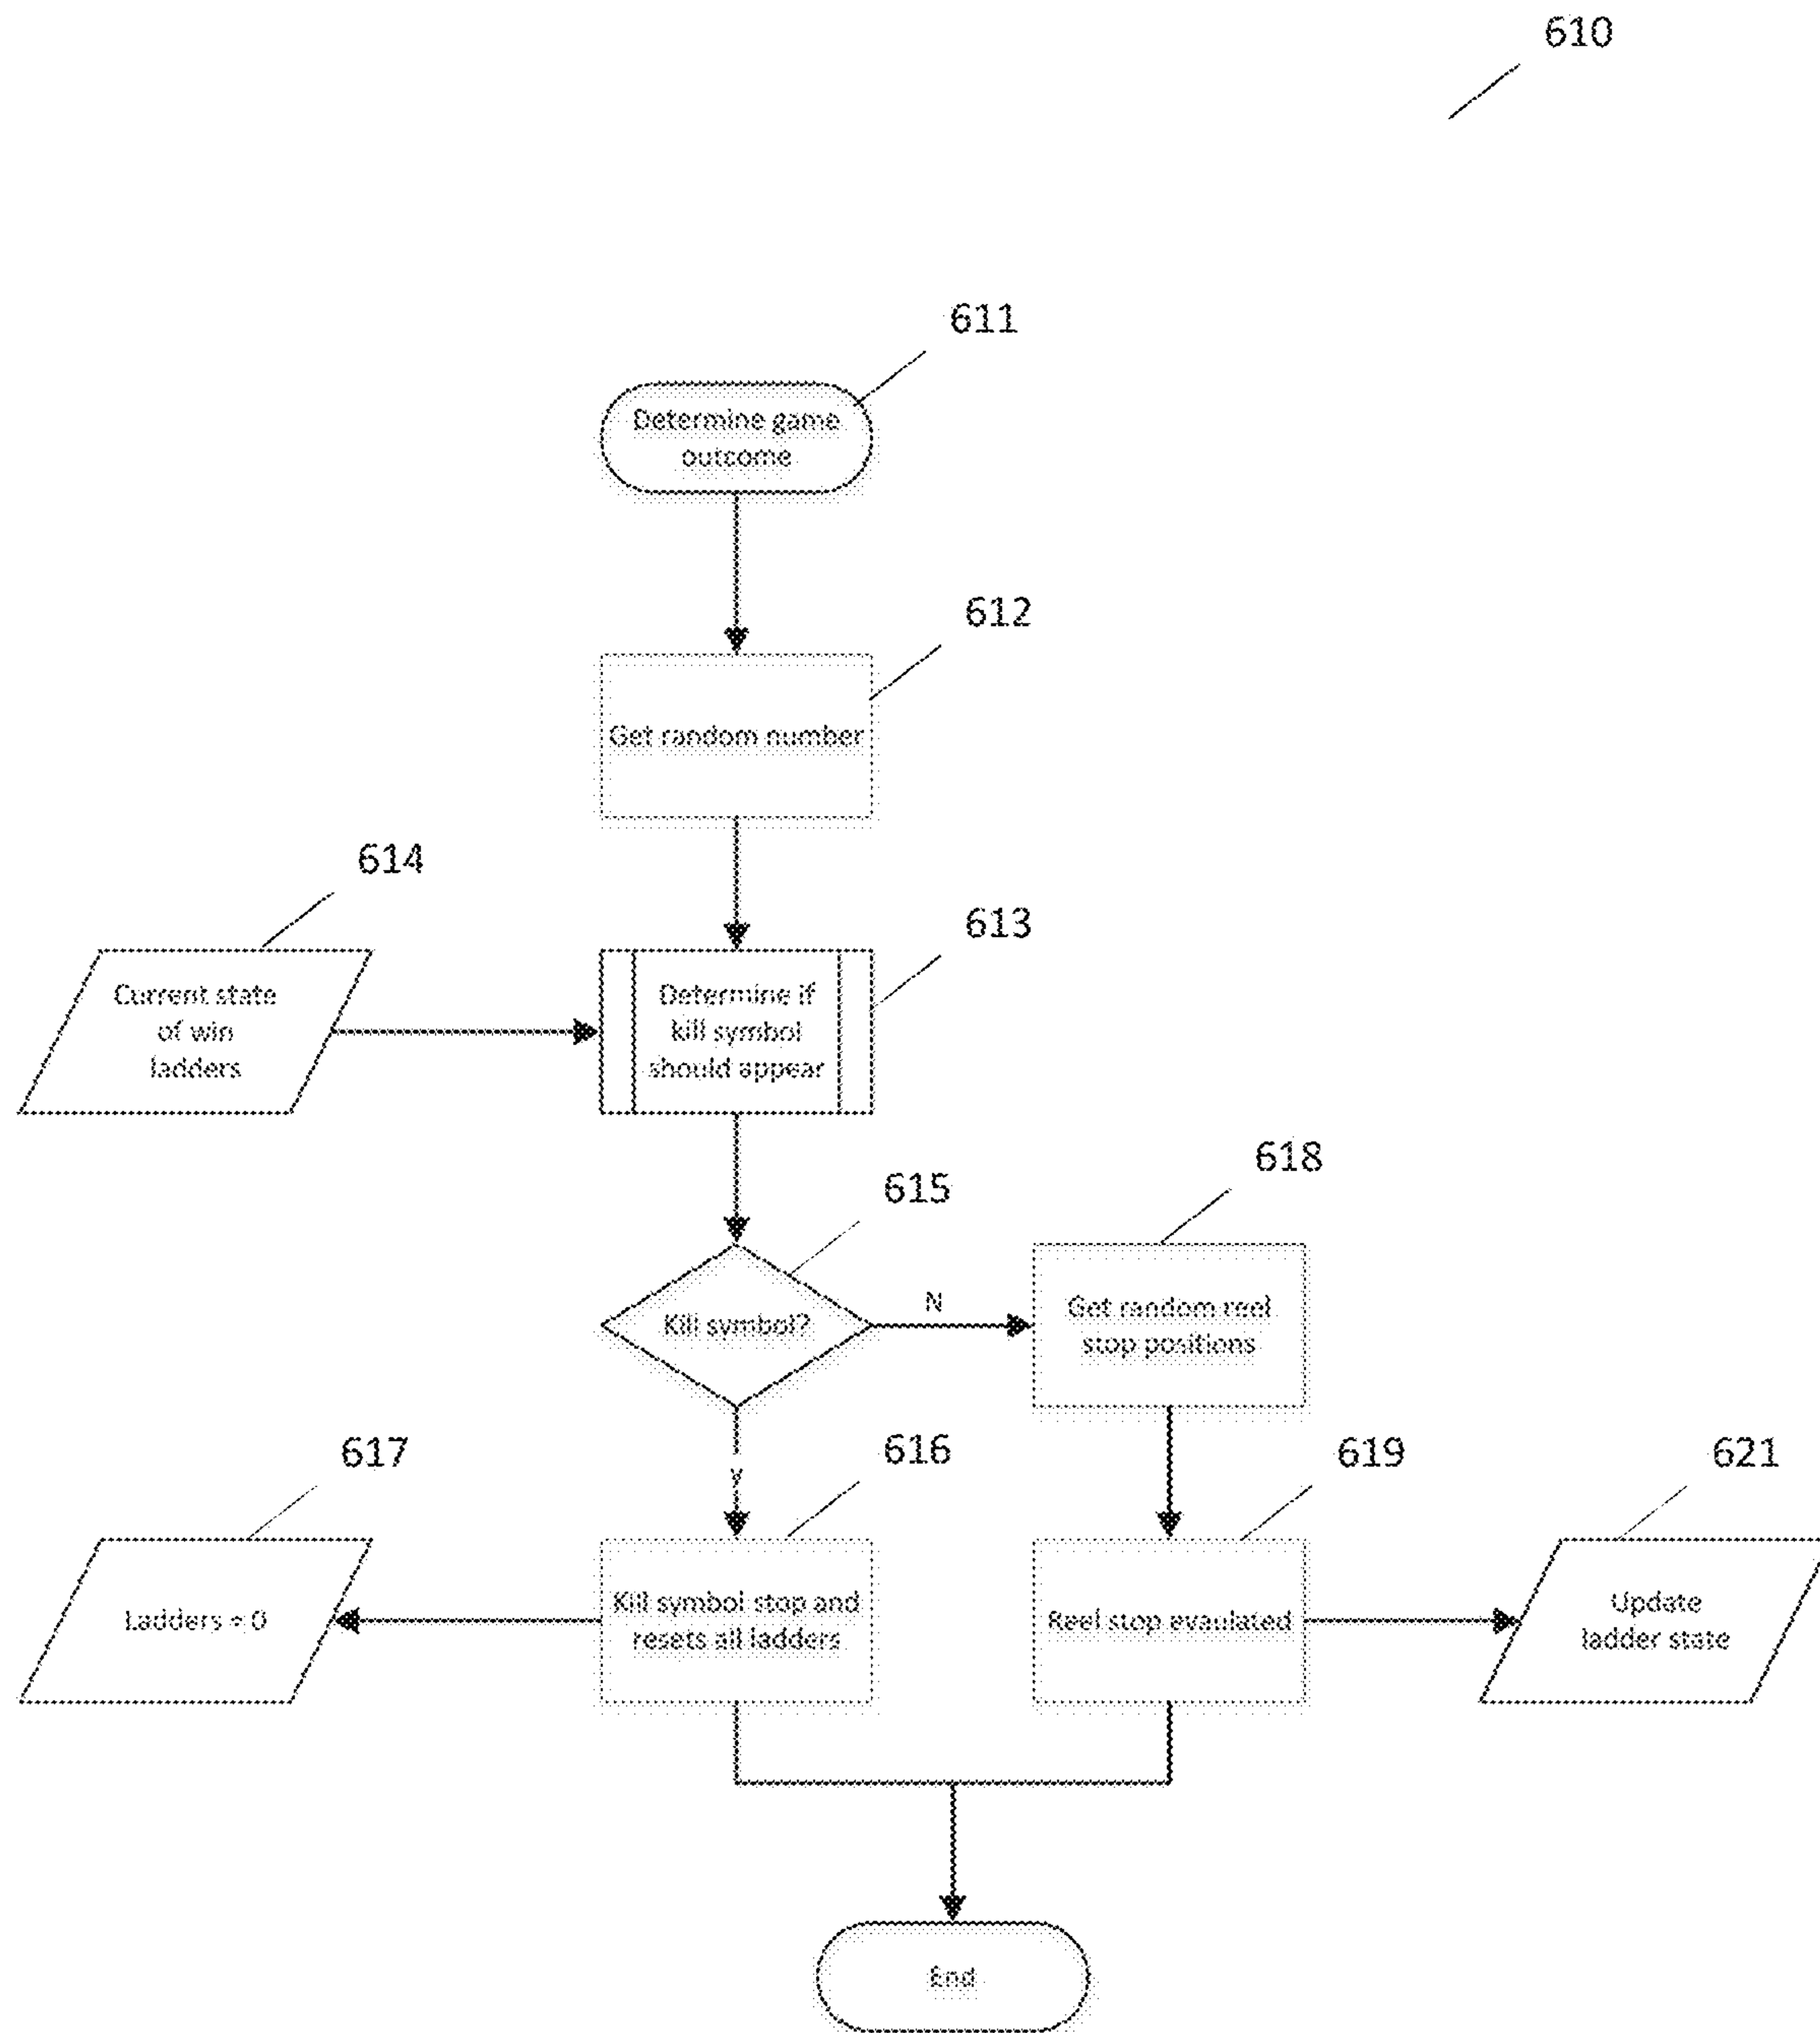 610
611
Determine game
outcome
612
Get random number
614
613
Current state
of win
ladders
Determine if
kill symbol
should appear
615
618
Kill symbol?
N
Get random reel
stop positions
Y
617
616
619
621
Ladders = 0
Kill symbol stop and
resets all ladders
Reel stop evaulated
Update
ladder state
End